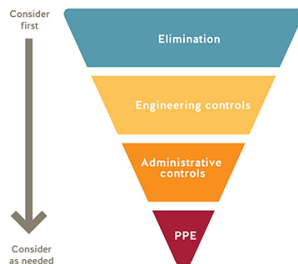 Consider
first
Elimination
Engineering controls
Administrative
controls
PPE
Consider
as needed